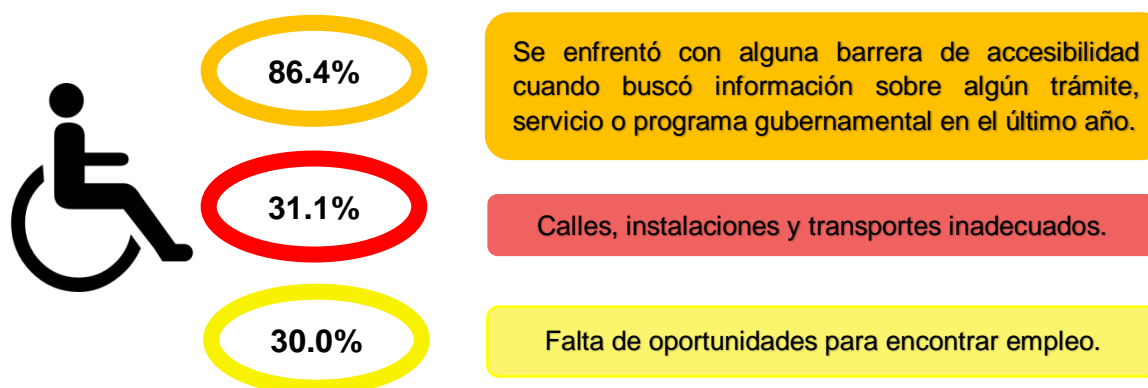 86.4%
Se enfrentó con alguna barrera de accesibilidad
cuando buscó información sobre algún trámite,
servicio o programa gubernamental en el último año.
31.1%
Calles, instalaciones y transportes inadecuados.
30.0%
Falta de oportunidades para encontrar empleo.